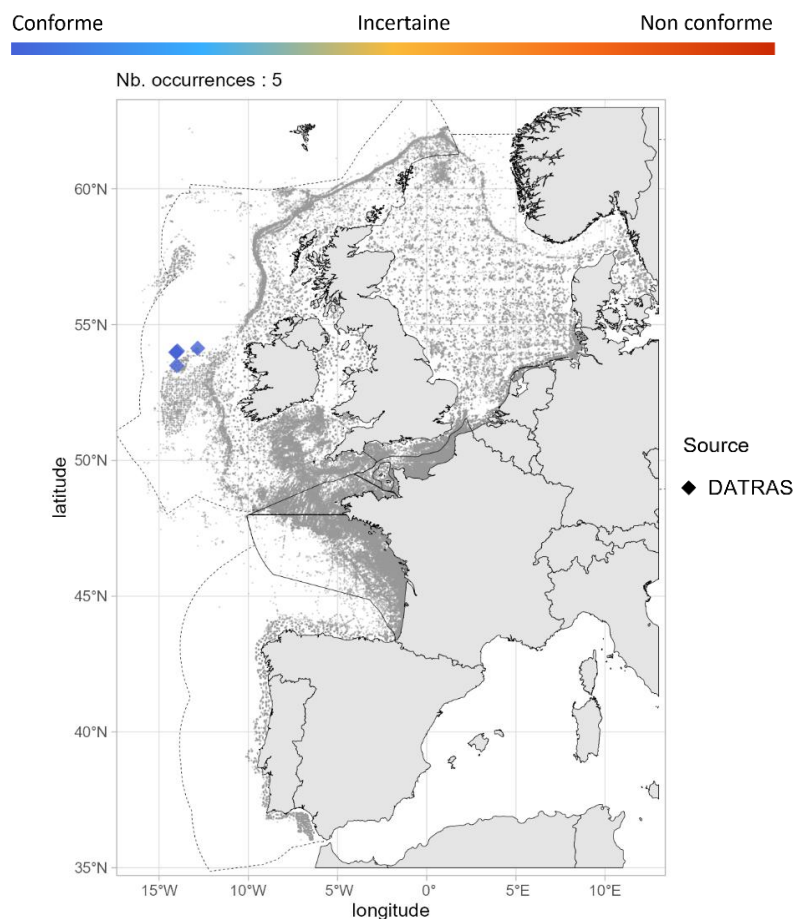 Conforme Incertaine Non conforme
Nb. occurrences : 5
60°N
55°N
50°N
45°N
40°N
35°N
latitude
15°W 10°W 5°W 0° 5°E 10°E
longitude
Source
DATRAS